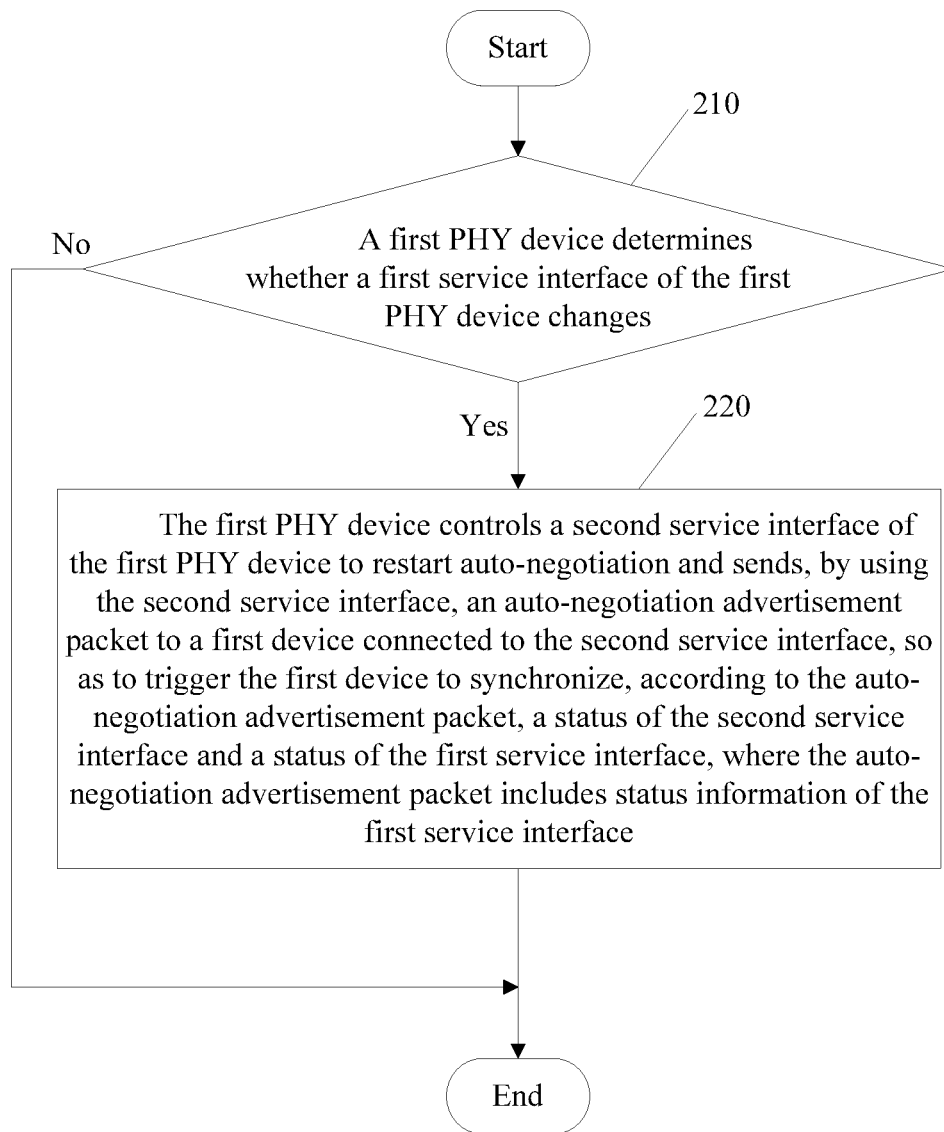 Start
210
A first PHY device determines
whether a first service interface of the first
PHY device changes
No
Yes
220
The first PHY device controls a second service interface of
the first PHY device to restart auto-negotiation and sends, by using
the second service interface, an auto-negotiation advertisement
packet to a first device connected to the second service interface, so
as to trigger the first device to synchronize, according to the auto-
negotiation advertisement packet, a status of the second service
interface and a status of the first service interface, where the auto-
negotiation advertisement packet includes status information of the
first service interface
End